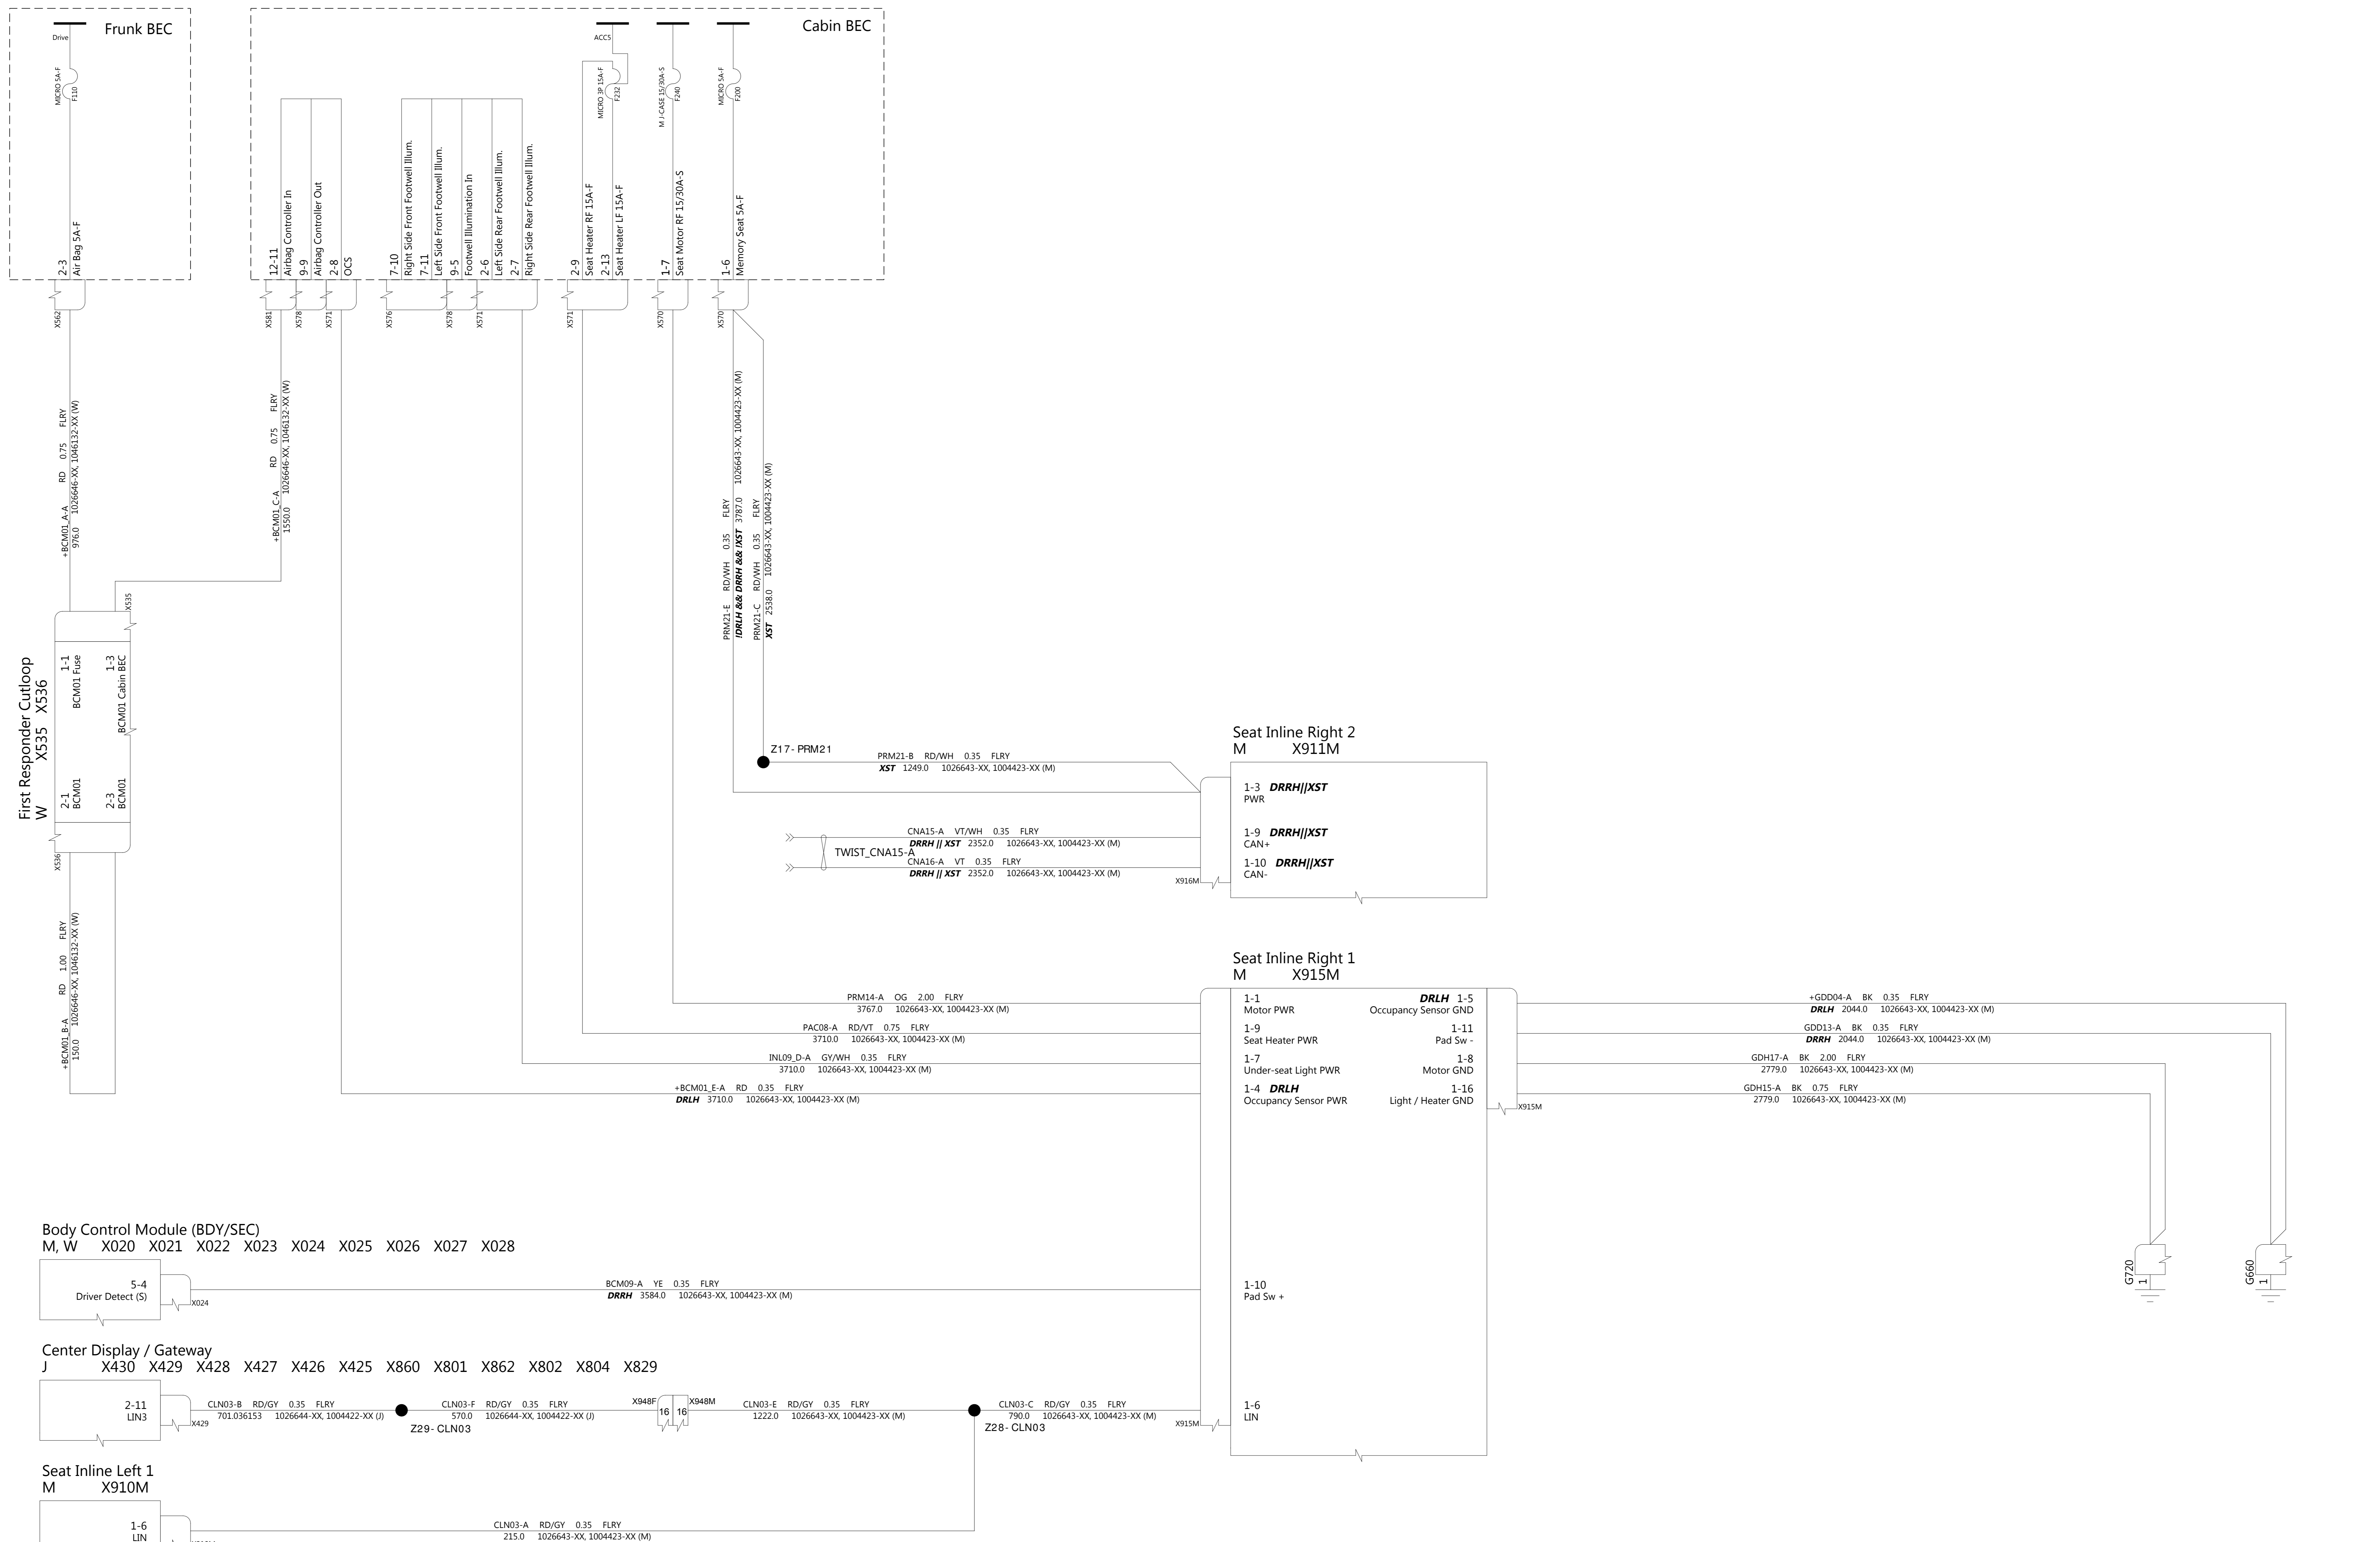 Frunk BEC
Drive
MICRO 5A-F
F110
2-3
Air Bag 5A-F
X562
Cabin BEC
ACCS
MICRO 3P 15A-F
F232
M J-CASE 15/30A-S
F240
MICRO 5A-F
F200
12-11
Airbag Controller In
9-9
Airbag Controller Out
2-8
OCS
7-10
Right Side Front Footwell Illum.
7-11
Left Side Front Footwell Illum.
9-5
Footwell Illumination In
2-6
Left Side Rear Footwell Illum.
2-7
Right Side Rear Footwell Illum.
2-9
Seat Heater RF 15A-F
2-13
Seat Heater LF 15A-F
1-7
Seat Motor RF 15/30A-S
1-6
Memory Seat 5A-F
X581
X578
X571
X576
X578
X571
X571
X570
X570
+BCM01_A-A RD 0.75 FLRY
976.0 1026646-XX, 1046132-XX (W)
+BCM01_C-A RD 0.75 FLRY
1550.0 1026646-XX, 1046132-XX (W)
PRM21-E RD/WH 0.35 FLRY
!DRLH && DRRH && !XST 3787.0 1026643-XX, 1004423-XX (M)
PRM21-C RD/WH 0.35 FLRY
XST 2538.0 1026643-XX, 1004423-XX (M)
First Responder Cutloop
W X535 X536
X535
1-1
BCM01 Fuse
1-3
BCM01 Cabin BEC
2-1
BCM01
2-3
BCM01
X536
+BCM01_B-A RD 1.00 FLRY
150.0 1026646-XX, 1046132-XX (W)
Z17- PRM21
PRM21-B RD/WH 0.35 FLRY
XST 1249.0 1026643-XX, 1004423-XX (M)
Seat Inline Right 2
M X911M
1-3 DRRH||XST
PWR
1-9 DRRH||XST
CAN+
1-10 DRRH||XST
CAN-
CNA15-A VT/WH 0.35 FLRY
DRRH || XST 2352.0 1026643-XX, 1004423-XX (M)
TWIST_CNA15-A
CNA16-A VT 0.35 FLRY
DRRH || XST 2352.0 1026643-XX, 1004423-XX (M)
X916M
Seat Inline Right 1
M X915M
PRM14-A OG 2.00 FLRY
3767.0 1026643-XX, 1004423-XX (M)
PAC08-A RD/VT 0.75 FLRY
3710.0 1026643-XX, 1004423-XX (M)
INL09_D-A GY/WH 0.35 FLRY
3710.0 1026643-XX, 1004423-XX (M)
+BCM01_E-A RD 0.35 FLRY
DRLH 3710.0 1026643-XX, 1004423-XX (M)
1-1
Motor PWR
1-9
Seat Heater PWR
1-7
Under-seat Light PWR
1-4 DRLH
Occupancy Sensor PWR
DRLH 1-5
Occupancy Sensor GND
1-11
Pad Sw -
1-8
Motor GND
1-16
Light / Heater GND
X915M
+GDD04-A BK 0.35 FLRY
DRLH 2044.0 1026643-XX, 1004423-XX (M)
GDD13-A BK 0.35 FLRY
DRRH 2044.0 1026643-XX, 1004423-XX (M)
GDH17-A BK 2.00 FLRY
2779.0 1026643-XX, 1004423-XX (M)
GDH15-A BK 0.75 FLRY
2779.0 1026643-XX, 1004423-XX (M)
G720
1
G660
1
Body Control Module (BDY/SEC)
M, W X020 X021 X022 X023 X024 X025 X026 X027 X028
5-4
Driver Detect (S)
X024
BCM09-A YE 0.35 FLRY
DRRH 3584.0 1026643-XX, 1004423-XX (M)
1-10
Pad Sw +
Center Display / Gateway
J X430 X429 X428 X427 X426 X425 X860 X801 X862 X802 X804 X829
2-11
LIN3
X429
CLN03-B RD/GY 0.35 FLRY
701.036153 1026644-XX, 1004422-XX (J)
Z29- CLN03
CLN03-F RD/GY 0.35 FLRY
570.0 1026644-XX, 1004422-XX (J)
X948F
16
16
X948M
CLN03-E RD/GY 0.35 FLRY
1222.0 1026643-XX, 1004423-XX (M)
Z28- CLN03
CLN03-C RD/GY 0.35 FLRY
790.0 1026643-XX, 1004423-XX (M)
X915M
1-6
LIN
Seat Inline Left 1
M X910M
1-6
LIN
CLN03-A RD/GY 0.35 FLRY
215.0 1026643-XX, 1004423-XX (M)